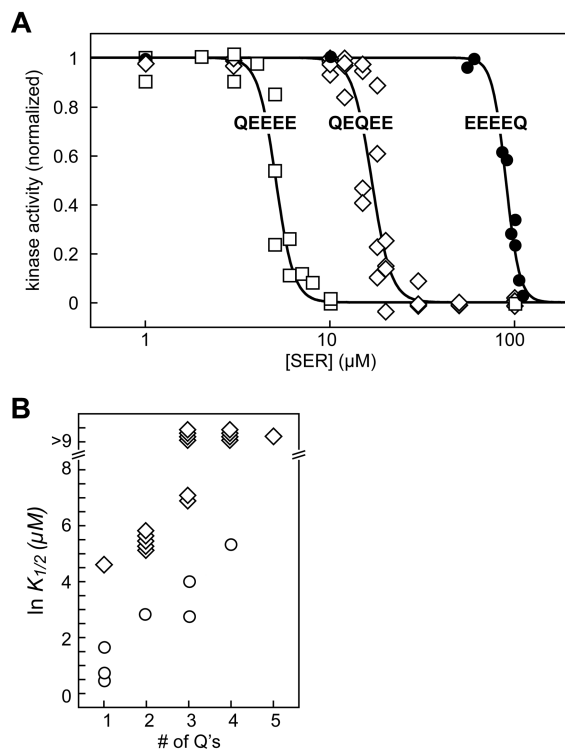 A
kinase activity (normalized)
1
0.8
0.6
0.4
0.2
0
QEEEE QEQEE EEEEQ
1 10 100
[SER] (µM)
B
ln K1/2 (µM)
>9
8
6
4
2
0
1 2 3 4 5
# of Q's